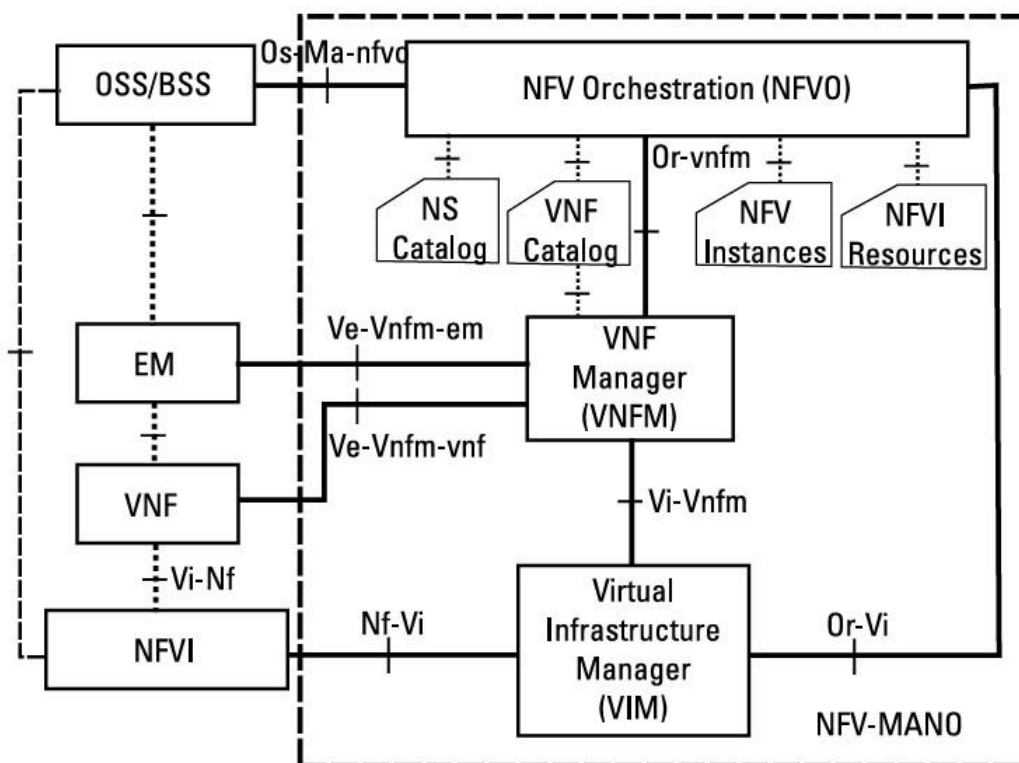 Os-Ma-nfvo
OSS/BSS
NFV Orchestration (NFVO)
Or-vnfm
NS
Catalog
VNF
Catalog
NFV
Instances
NFVI
Resources
Ve-Vnfm-em
EM
VNF
Manager
(VNFM)
Ve-Vnfm-vnf
VNF
Vi-Vnfm
Vi-Nf
Virtual
Infrastructure
Manager
(VIM)
Nf-Vi
Or-Vi
NFVI
NFV-MANO